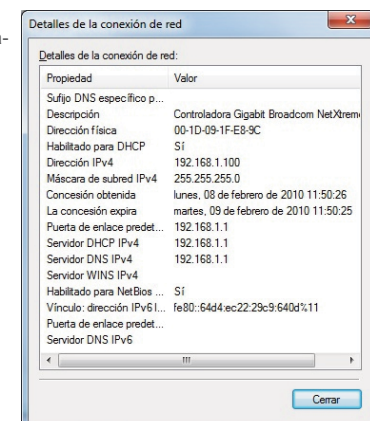 Detalles de la conexión de red
Detalles de la conexión de red:
Propiedad Valor
Sufijo DNS específico p...
Descripción Controladora Gigabit Broadcom NetXtrem
Dirección física 00-1D-09-1F-E8-9C
Habilitado para DHCP Sí
Dirección IPv4 192.168.1.100
Máscara de subred IPv4 255.255.255.0
Concesión obtenida lunes, 08 de febrero de 2010 11:50:26
La concesión expira martes, 09 de febrero de 2010 11:50:25
Puerta de enlace predet... 192.168.1.1
Servidor DHCP IPv4 192.168.1.1
Servidor DNS IPv4 192.168.1.1
Servidor WINS IPv4
Habilitado para NetBios ... Sí
Vínculo: dirección IPv6 l... fe80::64d4:ec22:29c9:640d%11
Puerta de enlace predet...
Servidor DNS IPv6
Cerrar